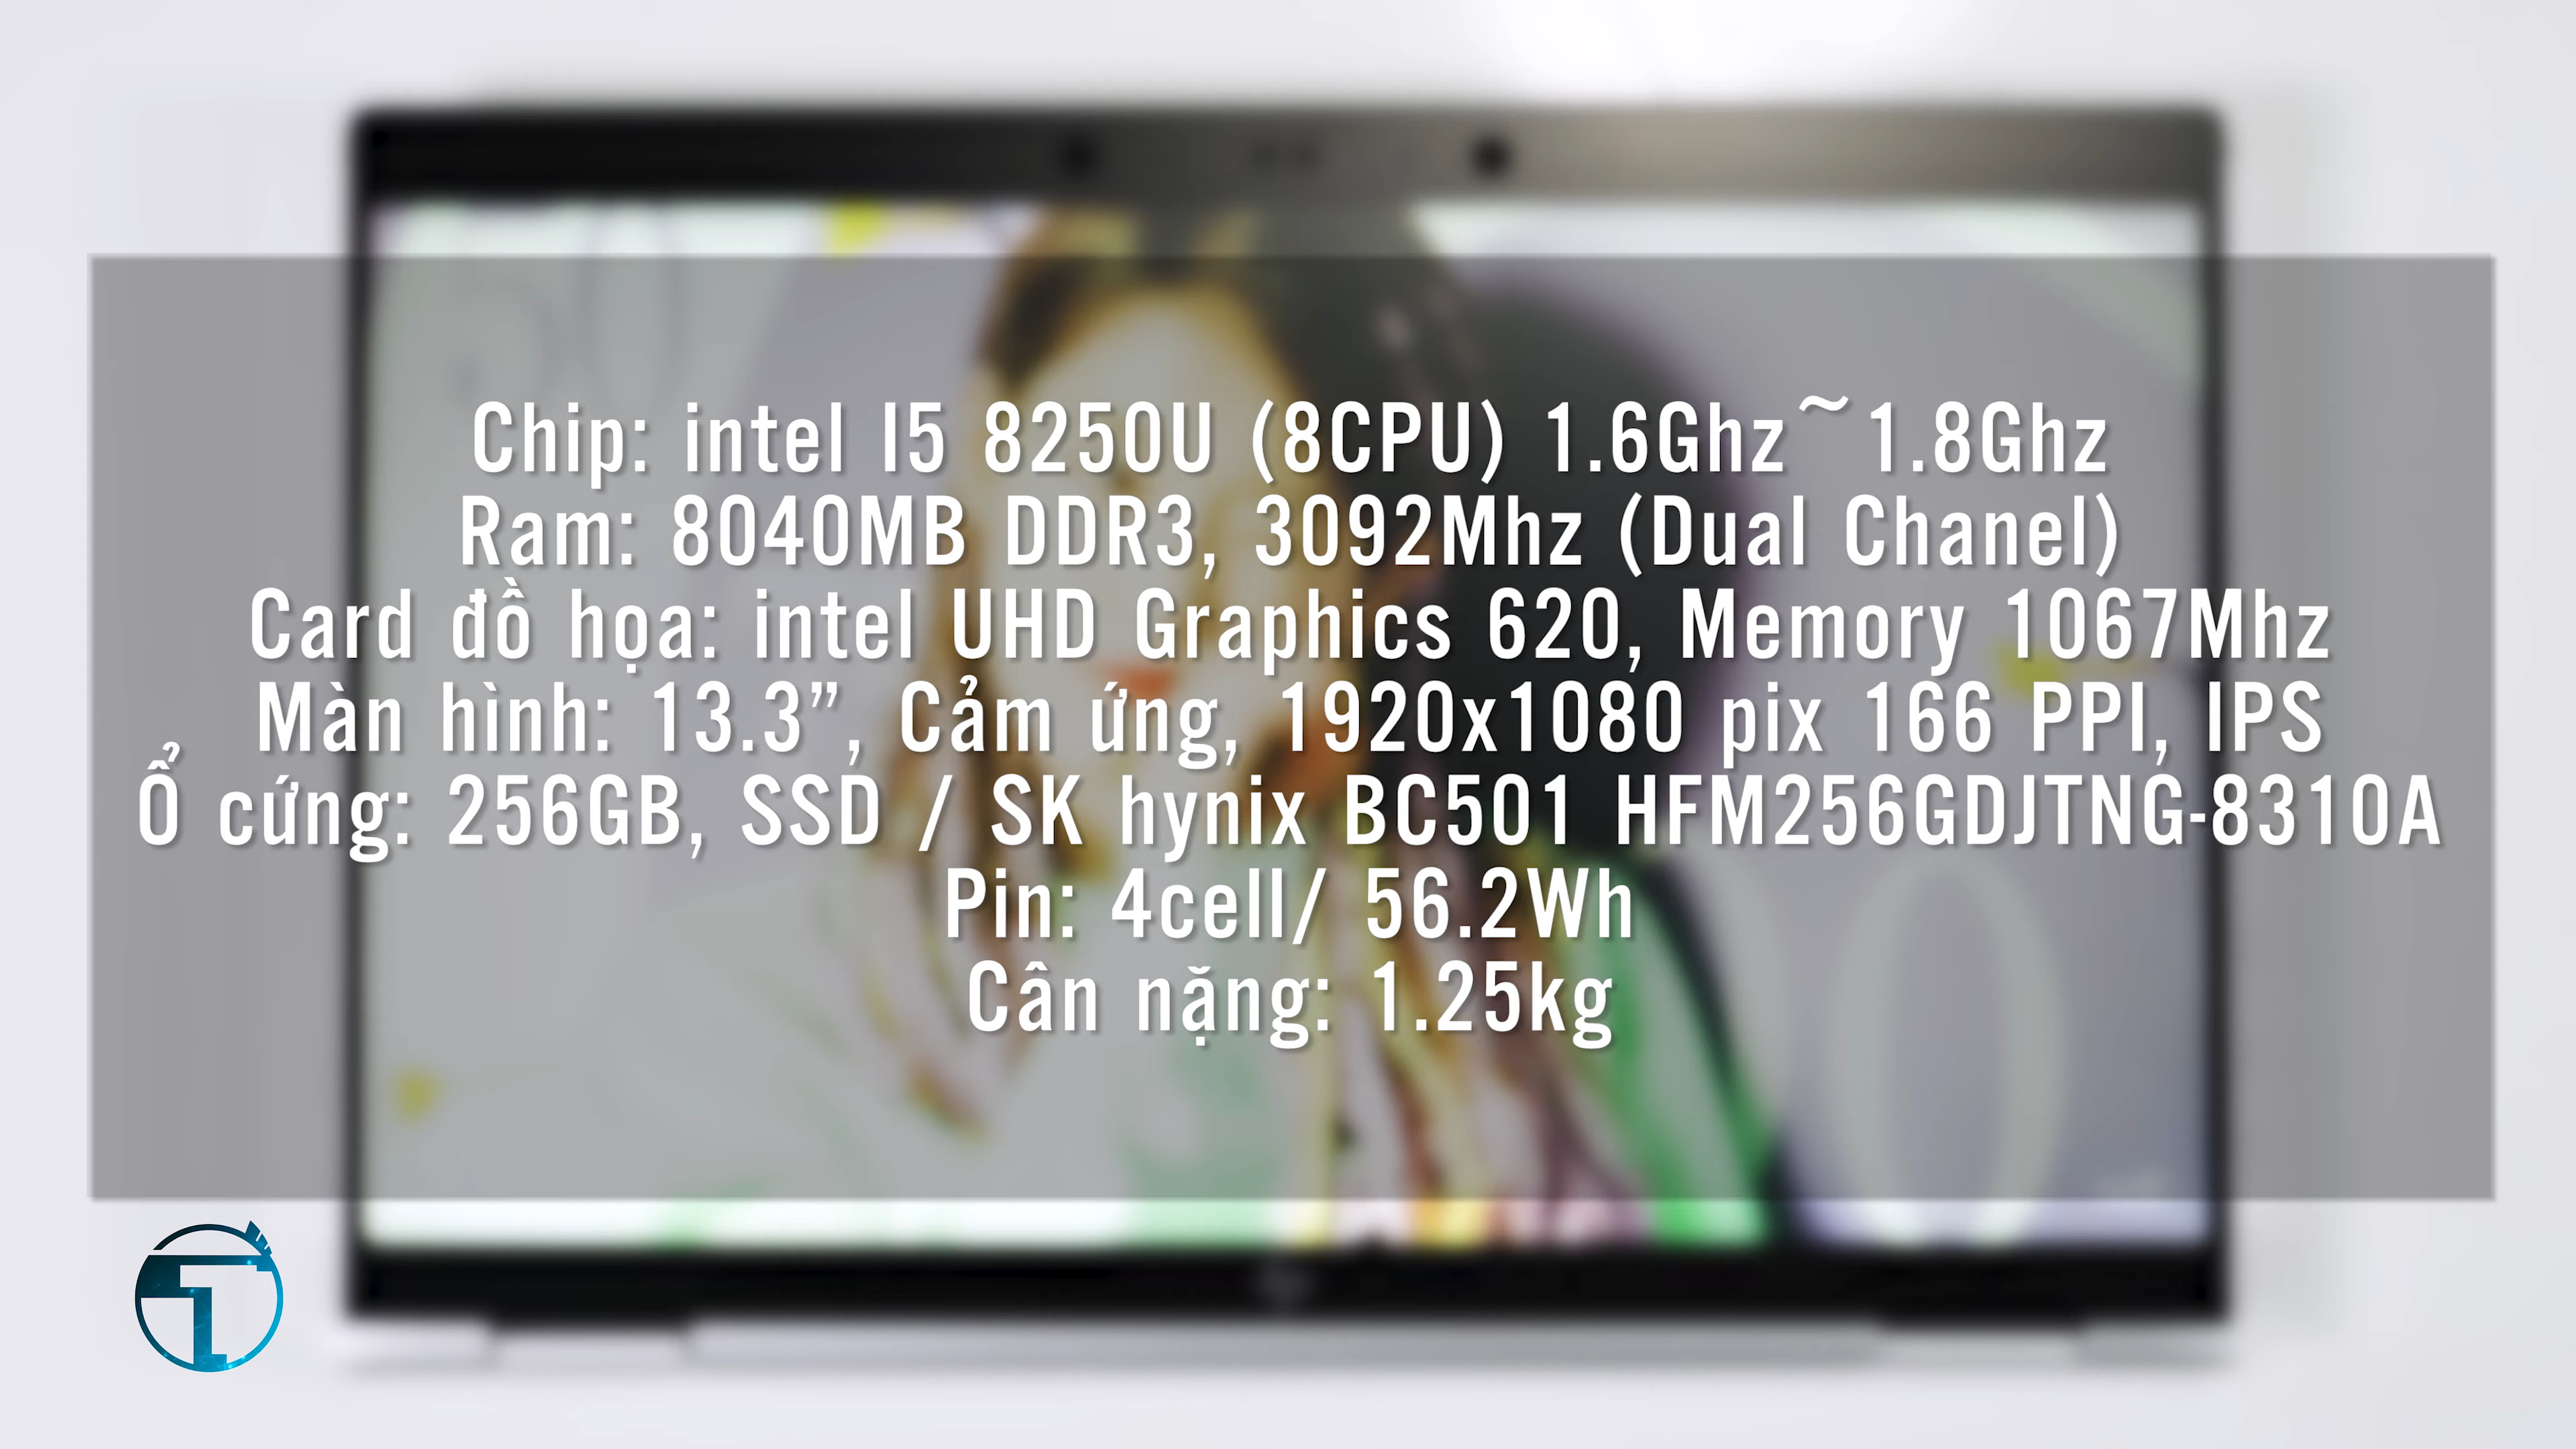 Chip: intel I5 8250U (8CPU) 1.6Ghz~1.8Ghz
Ram: 8040MB DDR3, 3092Mhz (Dual Chanel)
Card đồ họa: intel UHD Graphics 620, Memory 1067Mhz
Màn hình: 13.3”, Cảm ứng, 1920x1080 pix 166 PPI, IPS
Ổ cứng: 256GB, SSD / SK hynix BC501 HFM256GDJTNG-8310A
Pin: 4cell/ 56.2Wh
Cân nặng: 1.25kg